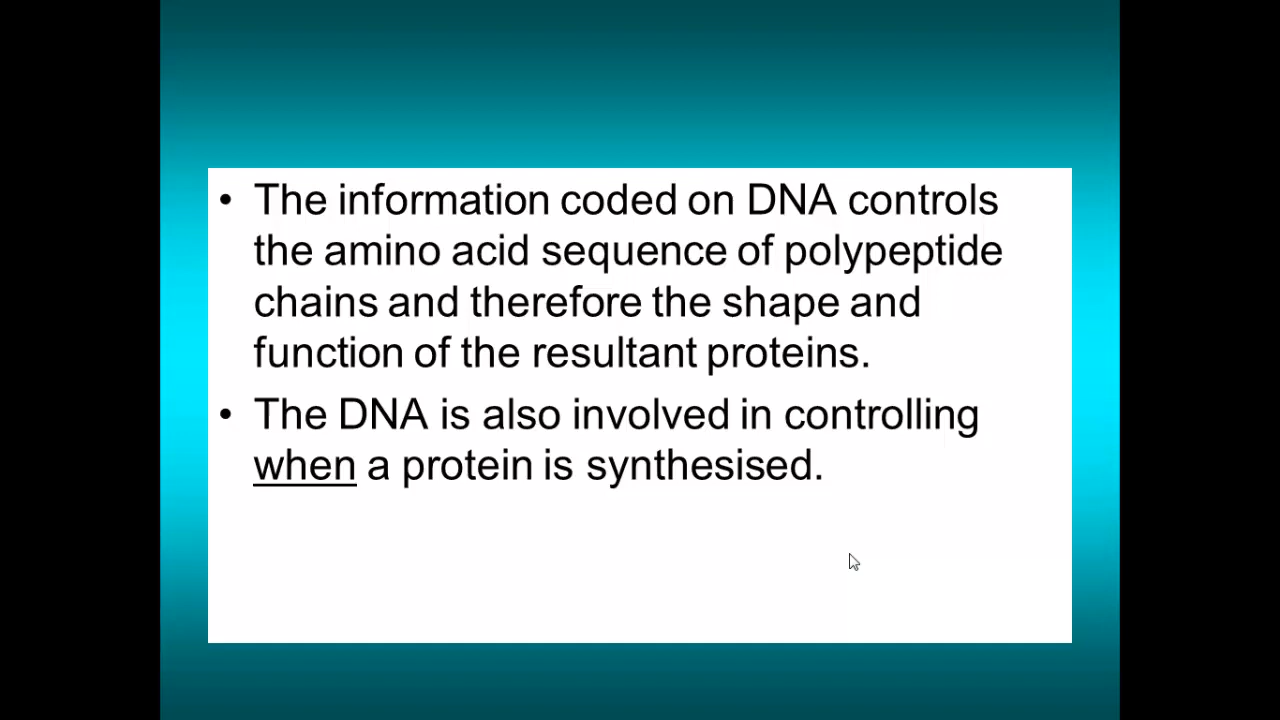 • The information coded on DNA controls
the amino acid sequence of polypeptide
chains and therefore the shape and
function of the resultant proteins.
• The DNA is also involved in controlling
when a protein is synthesised.